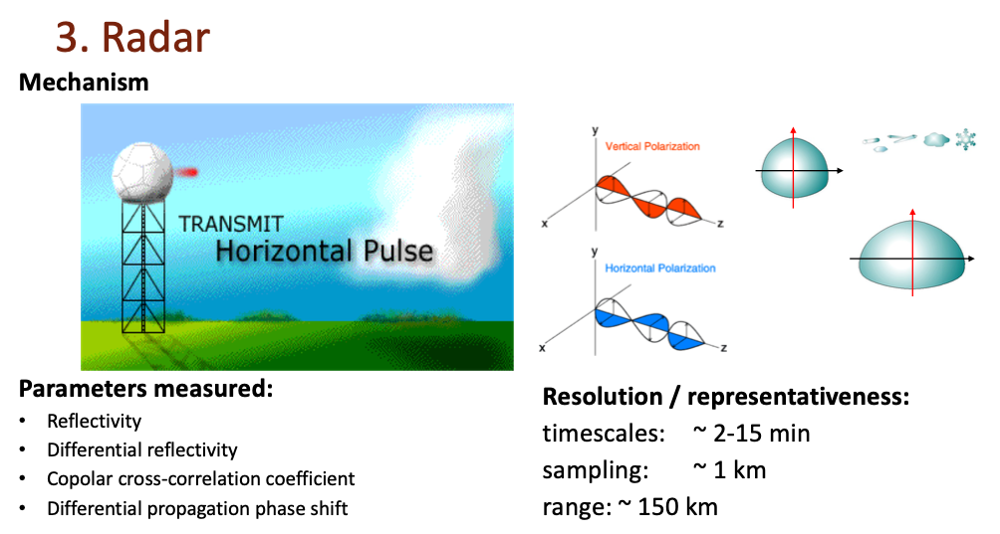 3. Radar
Mechanism
TRANSMIT
Horizontal Pulse
y
Vertical Polarization
x
z
y
Horizontal Polarization
x
z
Parameters measured:
• Reflectivity
• Differential reflectivity
• Copolar cross-correlation coefficient
• Differential propagation phase shift
Resolution / representativeness:
timescales: ~ 2-15 min
sampling: ~ 1 km
range: ~ 150 km